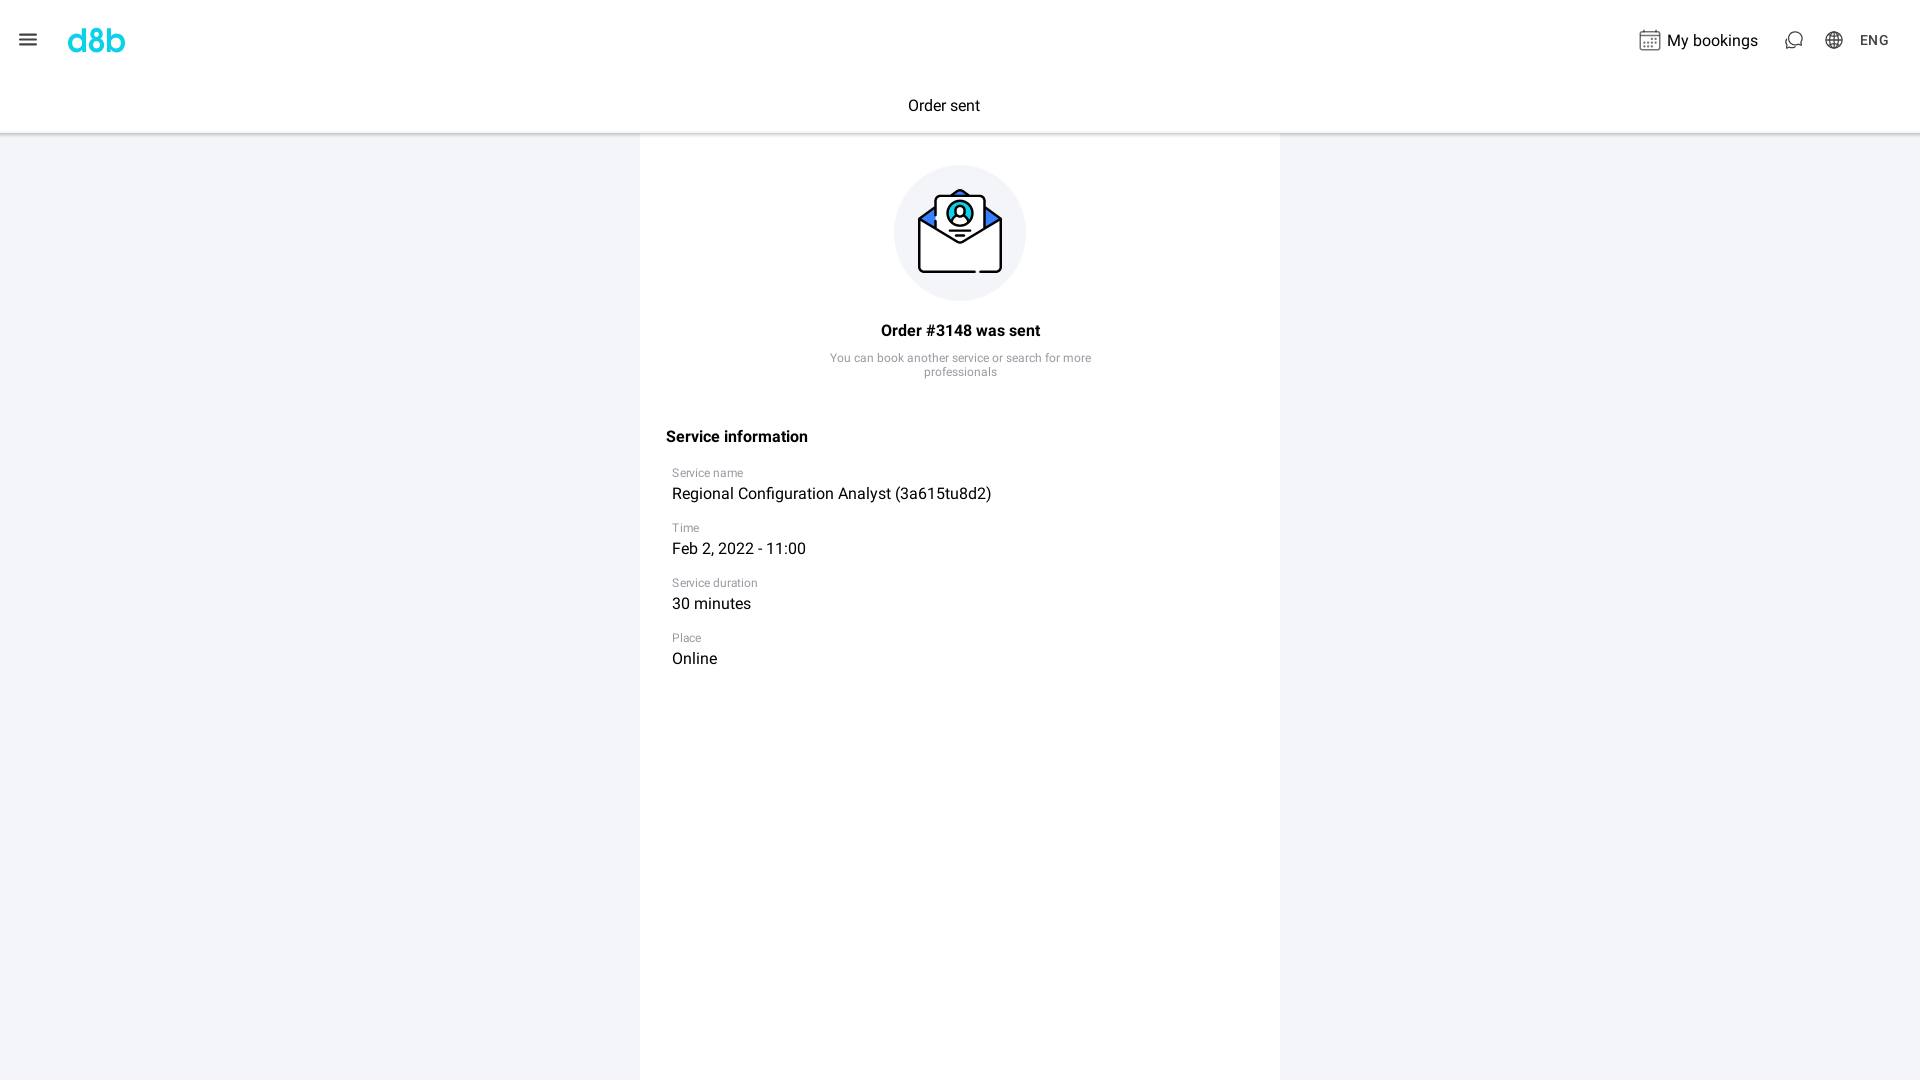 d8b
My bookings
ENG
Order sent
Order #3148 was sent
You can book another service or search for more
professionals
Service information
Service name
Regional Configuration Analyst (3a615tu8d2)
Time
Feb 2, 2022 - 11:00
Service duration
30 minutes
Place
Online